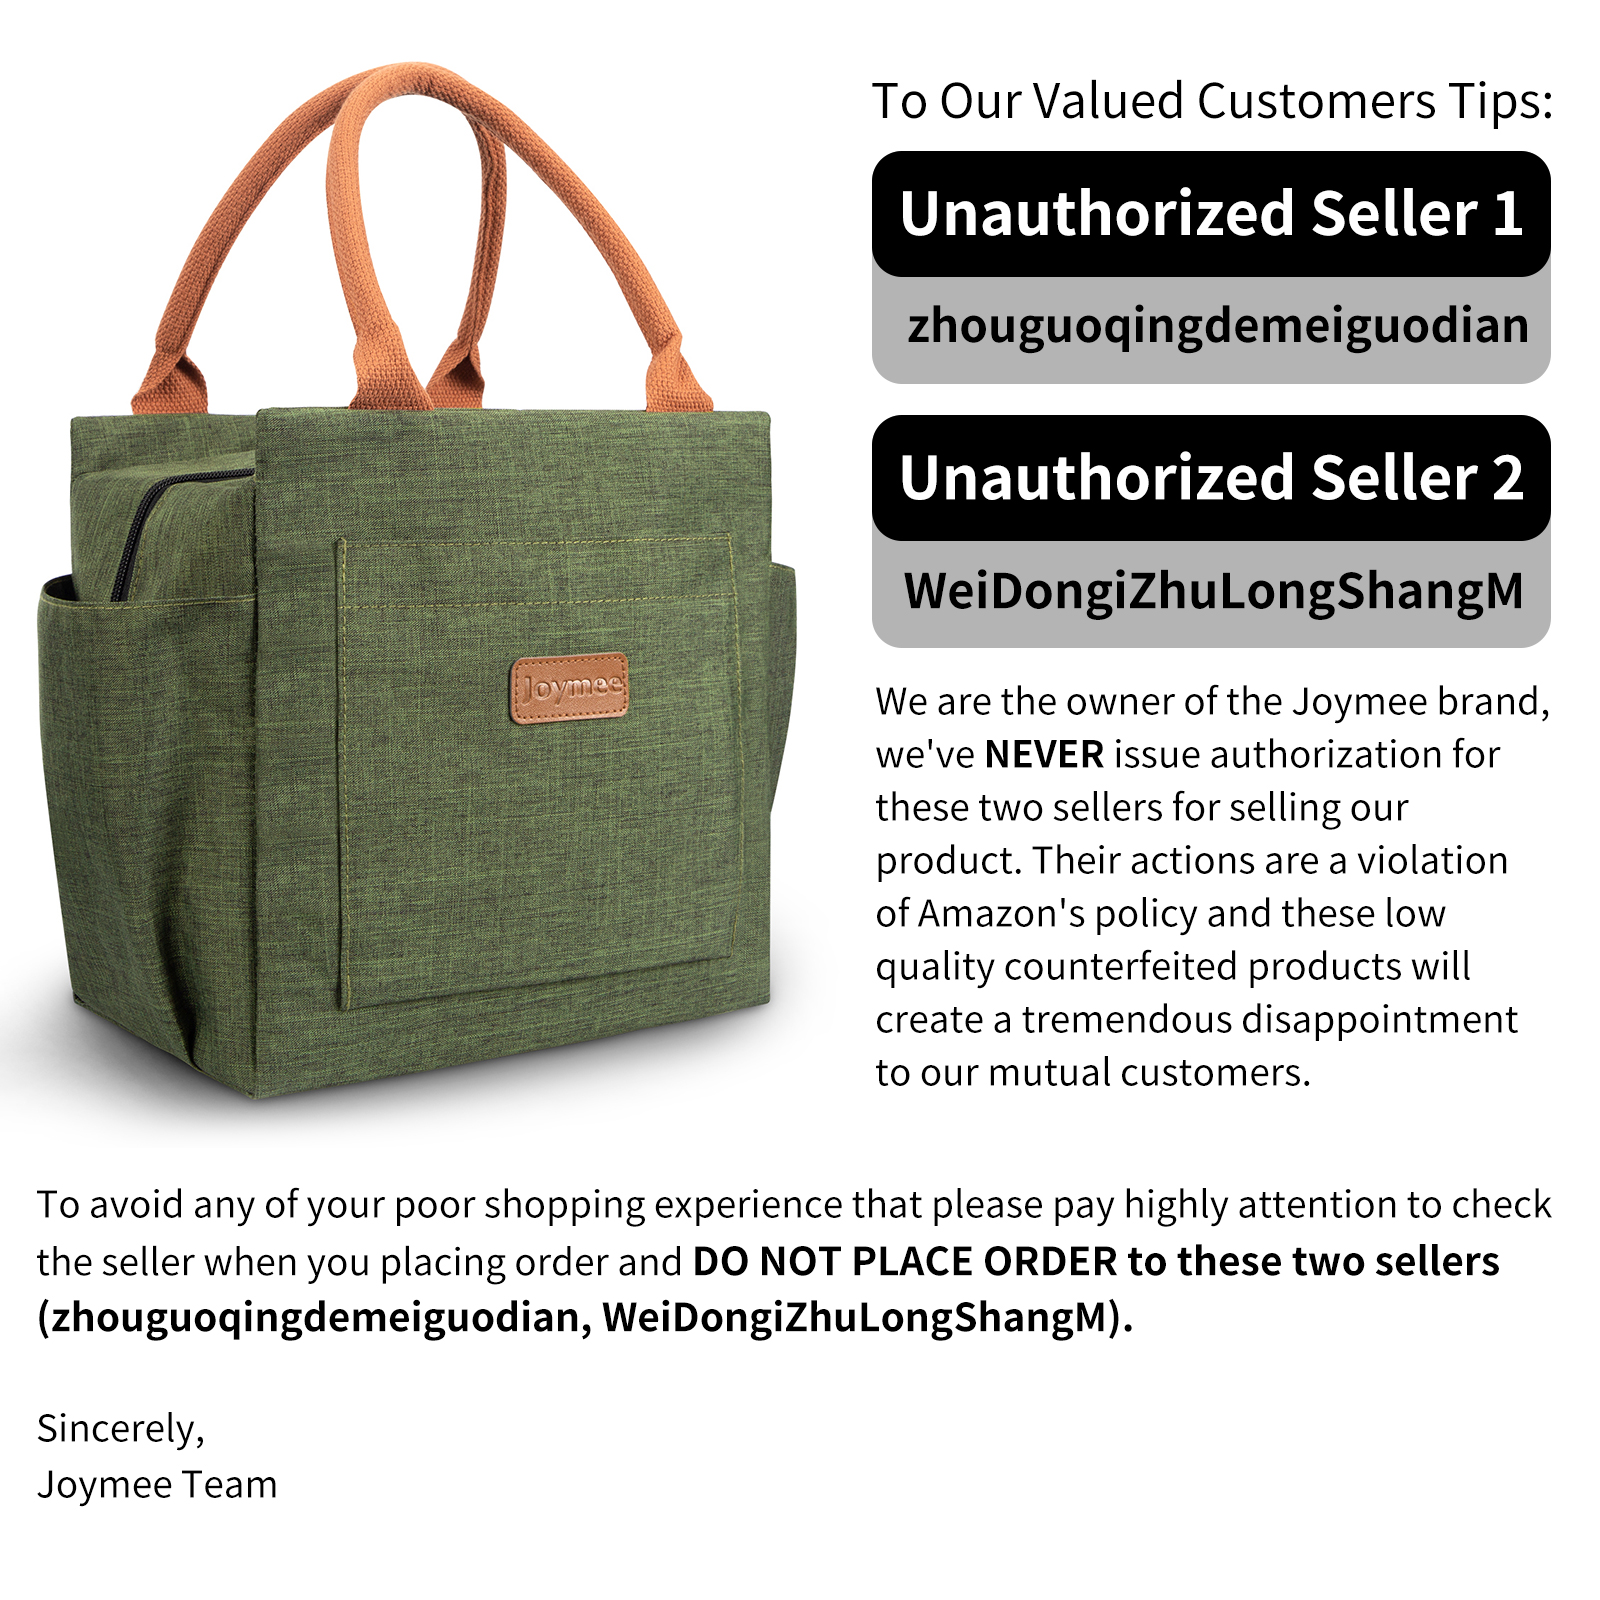 To Our Valued Customers Tips:
Unauthorized Seller 1
zhouguoqingdemeiguodian
Unauthorized Seller 2
WeiDongiZhuLongShangM
Joymee
We are the owner of the Joymee brand,
we've NEVER issue authorization for
these two sellers for selling our
product. Their actions are a violation
of Amazon's policy and these low
quality counterfeited products will
create a tremendous disappointment
to our mutual customers.
To avoid any of your poor shopping experience that please pay highly attention to check
the seller when you placing order and DO NOT PLACE ORDER to these two sellers
(zhouguoqingdemeiguodian, WeiDongiZhuLongShangM).
Sincerely,
Joymee Team